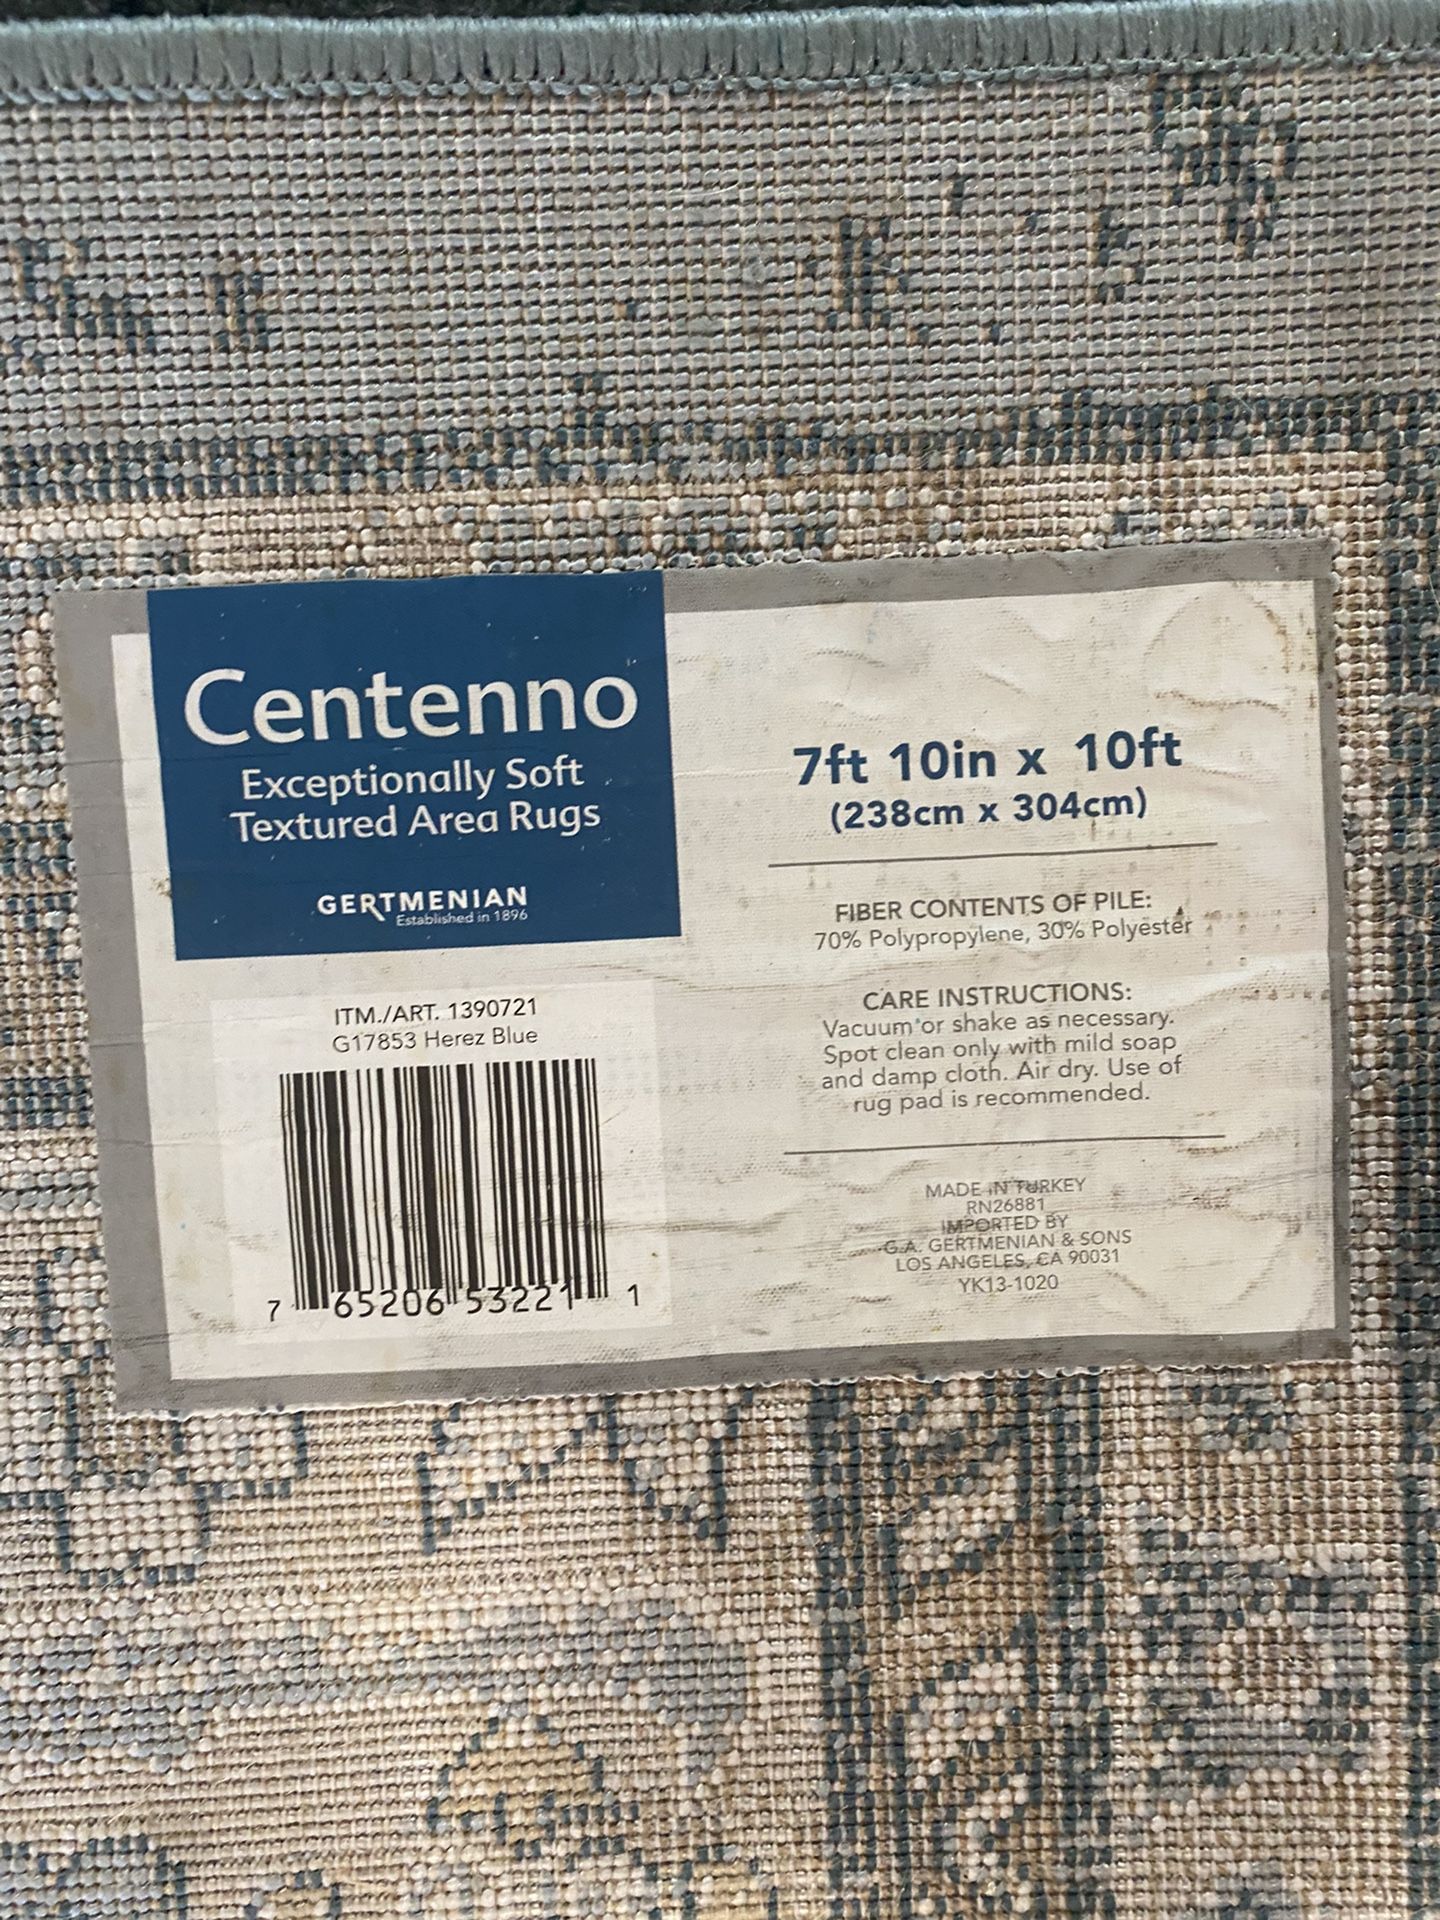 Centenno
Exceptionally Soft
Textured Area Rugs
GERTMENIAN
Established in 1896
ITM./ART. 1390721
G17853 Herez Blue
7 65206 53221 1
7ft 10in x 10ft
(238cm x 304cm)
FIBER CONTENTS OF PILE:
70% Polypropylene, 30% Polyester
CARE INSTRUCTIONS:
Vacuum or shake as necessary.
Spot clean only with mild soap
and damp cloth. Air dry. Use of
rug pad is recommended.
MADE IN TURKEY
RN26881
IMPORTED BY
G.A. GERTMENIAN & SONS
LOS ANGELES, CA 90031
YK13-1020